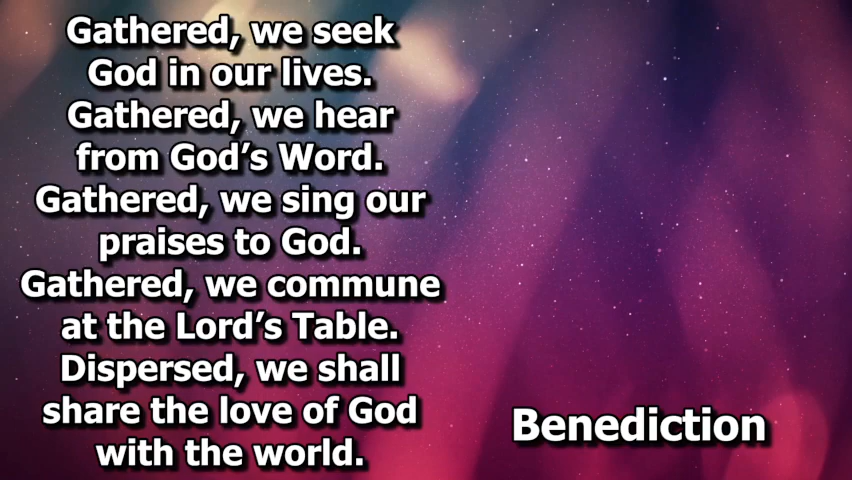 Gathered, we seek
God in our lives.
Gathered, we hear
from God’s Word.
Gathered, we sing our
praises to God.
Gathered, we commune
at the Lord’s Table.
Dispersed, we shall
share the love of God
with the world.
Benediction